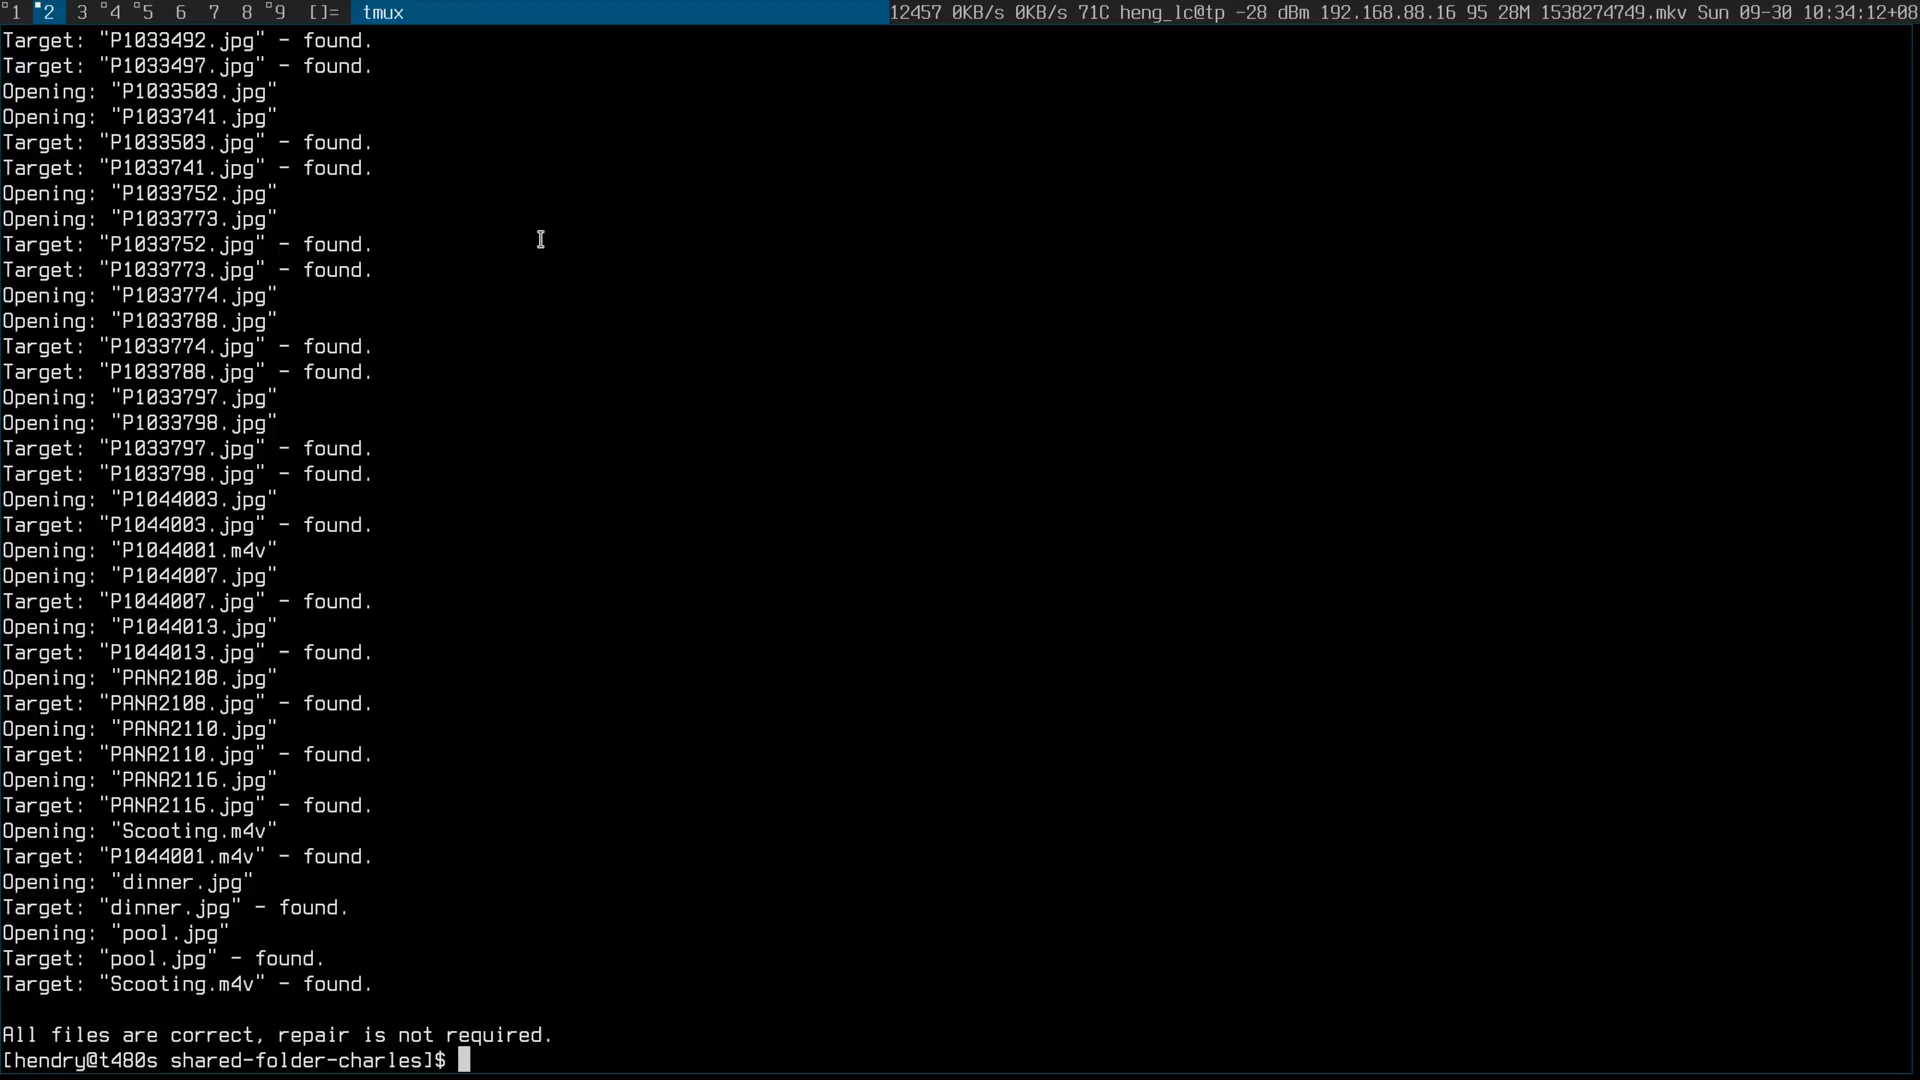 1 2 3 4 5 6 7 8 9 []= tmux 12457 0KB/s 0KB/s 71C heng_lc@tp -28 dBm 192.168.88.16 95 28M 1538274749.mkv Sun 09-30 10:34:12+08
Target: "P1033492.jpg" - found.
Target: "P1033497.jpg" - found.
Opening: "P1033503.jpg"
Opening: "P1033741.jpg"
Target: "P1033503.jpg" - found.
Target: "P1033741.jpg" - found.
Opening: "P1033752.jpg"
Opening: "P1033773.jpg"
Target: "P1033752.jpg" - found.
Target: "P1033773.jpg" - found.
Opening: "P1033774.jpg"
Opening: "P1033788.jpg"
Target: "P1033774.jpg" - found.
Target: "P1033788.jpg" - found.
Opening: "P1033797.jpg"
Opening: "P1033798.jpg"
Target: "P1033797.jpg" - found.
Target: "P1033798.jpg" - found.
Opening: "P1044003.jpg"
Target: "P1044003.jpg" - found.
Opening: "P1044001.m4v"
Opening: "P1044007.jpg"
Target: "P1044007.jpg" - found.
Opening: "P1044013.jpg"
Target: "P1044013.jpg" - found.
Opening: "PANA2108.jpg"
Target: "PANA2108.jpg" - found.
Opening: "PANA2110.jpg"
Target: "PANA2110.jpg" - found.
Opening: "PANA2116.jpg"
Target: "PANA2116.jpg" - found.
Opening: "Scooting.m4v"
Target: "P1044001.m4v" - found.
Opening: "dinner.jpg"
Target: "dinner.jpg" - found.
Opening: "pool.jpg"
Target: "pool.jpg" - found.
Target: "Scooting.m4v" - found.
All files are correct, repair is not required.
[hendry@t480s shared-folder-charles]$